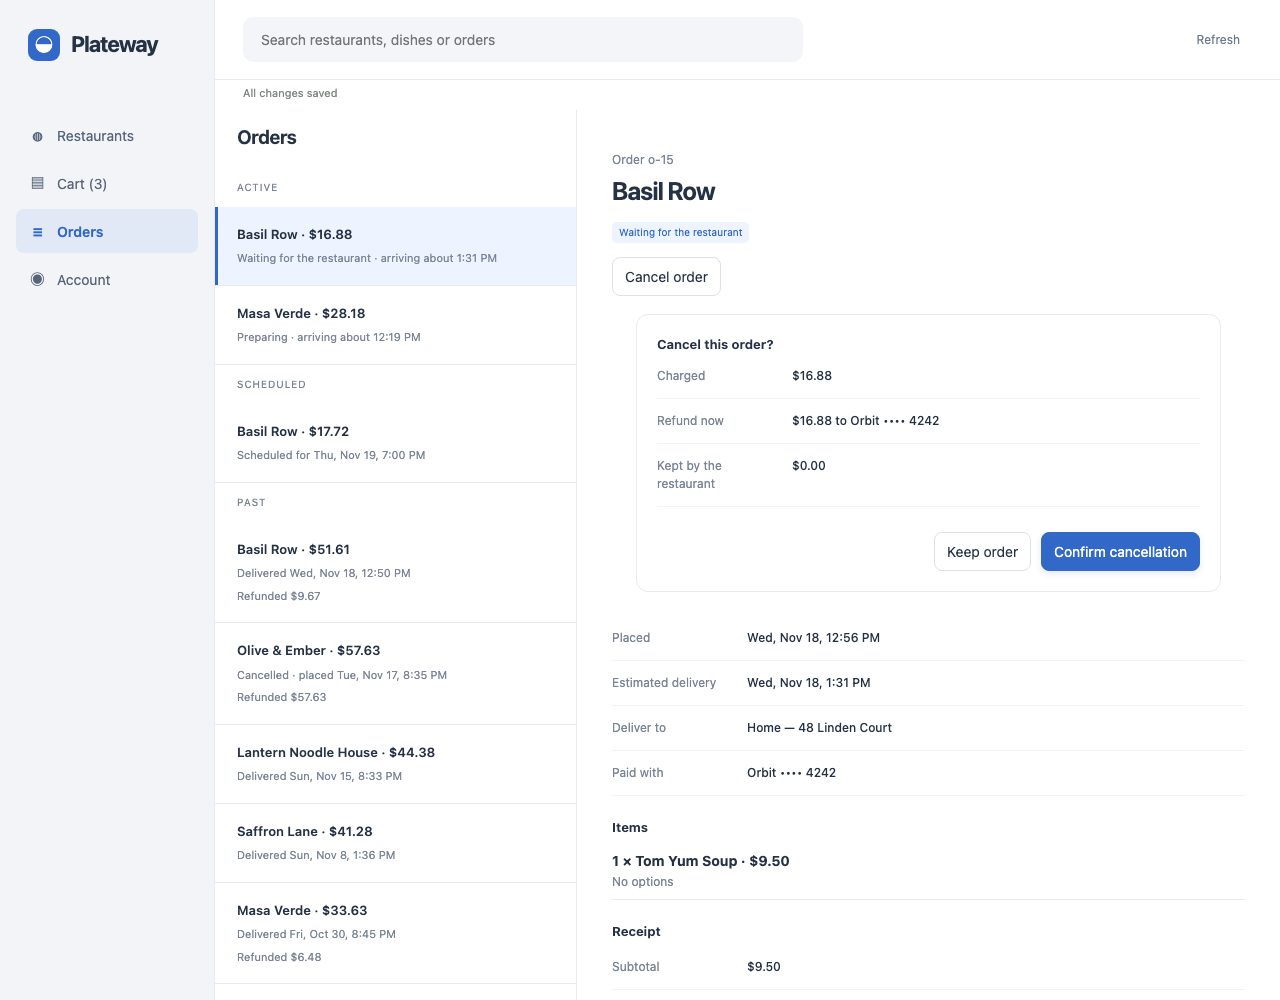 Plateway
Restaurants
Cart (3)
Orders
Account
Search restaurants, dishes or orders
Refresh
All changes saved
Orders
ACTIVE
Basil Row · $16.88
Waiting for the restaurant · arriving about 1:31 PM
Masa Verde · $28.18
Preparing · arriving about 12:19 PM
SCHEDULED
Basil Row · $17.72
Scheduled for Thu, Nov 19, 7:00 PM
PAST
Basil Row · $51.61
Delivered Wed, Nov 18, 12:50 PM
Refunded $9.67
Olive & Ember · $57.63
Cancelled · placed Tue, Nov 17, 8:35 PM
Refunded $57.63
Lantern Noodle House · $44.38
Delivered Sun, Nov 15, 8:33 PM
Saffron Lane · $41.28
Delivered Sun, Nov 8, 1:36 PM
Masa Verde · $33.63
Delivered Fri, Oct 30, 8:45 PM
Refunded $6.48
Order o-15
Basil Row
Waiting for the restaurant
Cancel order
Cancel this order?
Charged $16.88
Refund now $16.88 to Orbit •••• 4242
Kept by the $0.00
restaurant
Keep order Confirm cancellation
Placed Wed, Nov 18, 12:56 PM
Estimated delivery Wed, Nov 18, 1:31 PM
Deliver to Home — 48 Linden Court
Paid with Orbit •••• 4242
Items
1 × Tom Yum Soup · $9.50
No options
Receipt
Subtotal $9.50